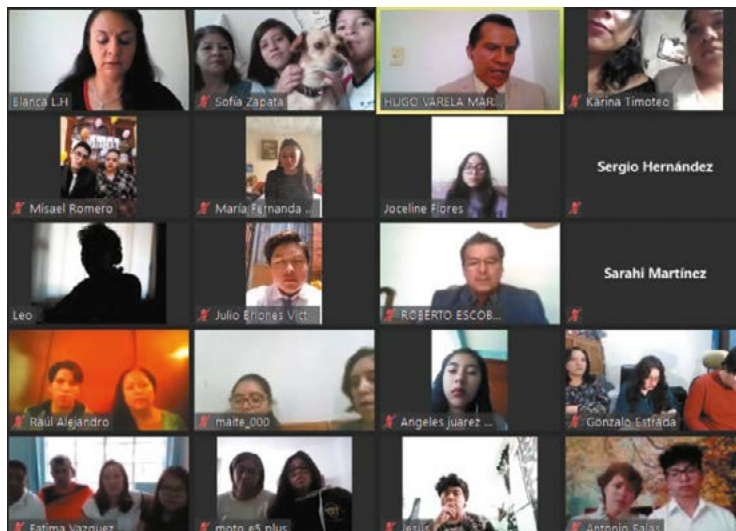 Blanca L.H
Sofía Zapata
HUGO VARELA MAR...
Karina Timoteo
Misael Romero
María Fernanda ...
Joceline Flores
Sergio Hernández
Leo
Julio Briones Vict...
ROBERTO ESCOB...
Sarahi Martínez
Raúl Alejandro
maite_000
Angeles juarez ...
Gonzalo Estrada
Fatima Vazquez
moto e5 plus
Jesus
Antonio Salas